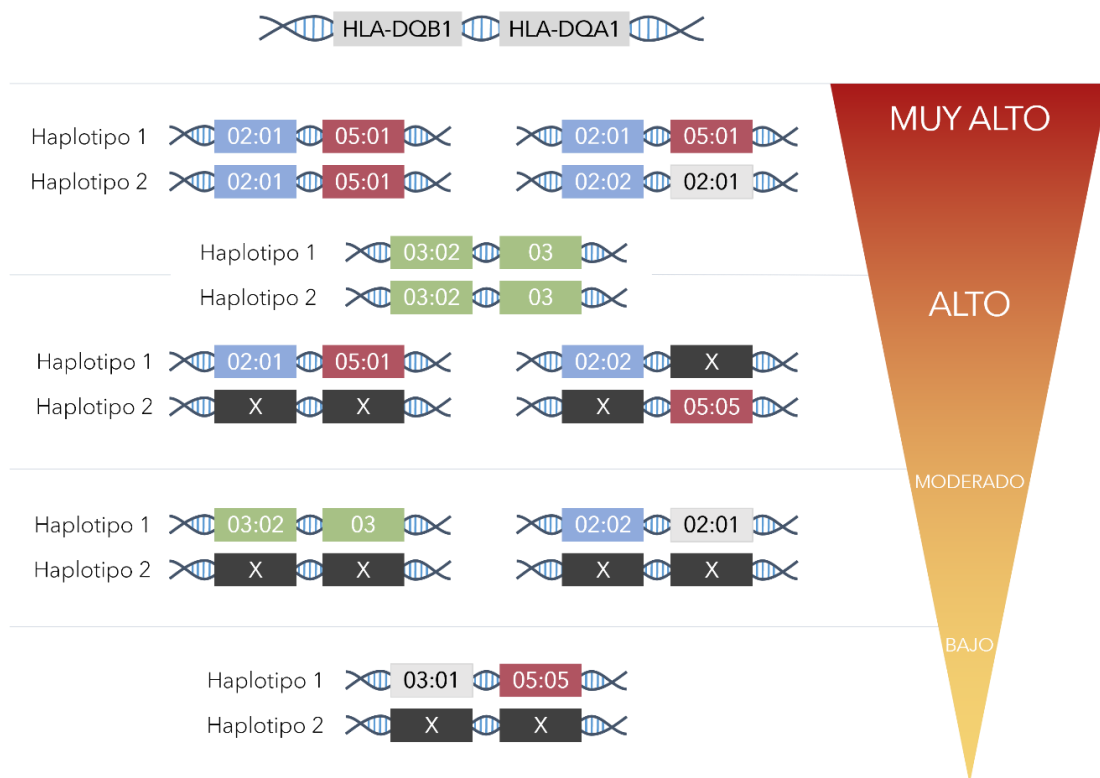 HLA-DQB1 HLA-DQA1
MUY ALTO
Haplotipo 1 02:01 05:01 02:01 05:01
Haplotipo 2 02:01 05:01 02:02 02:01
Haplotipo 1 03:02 03
Haplotipo 2 03:02 03
ALTO
Haplotipo 1 02:01 05:01 02:02 X
Haplotipo 2 X X X 05:05
MODERADO
Haplotipo 1 03:02 03 02:02 02:01
Haplotipo 2 X X X X
BAJO
Haplotipo 1 03:01 05:05
Haplotipo 2 X X